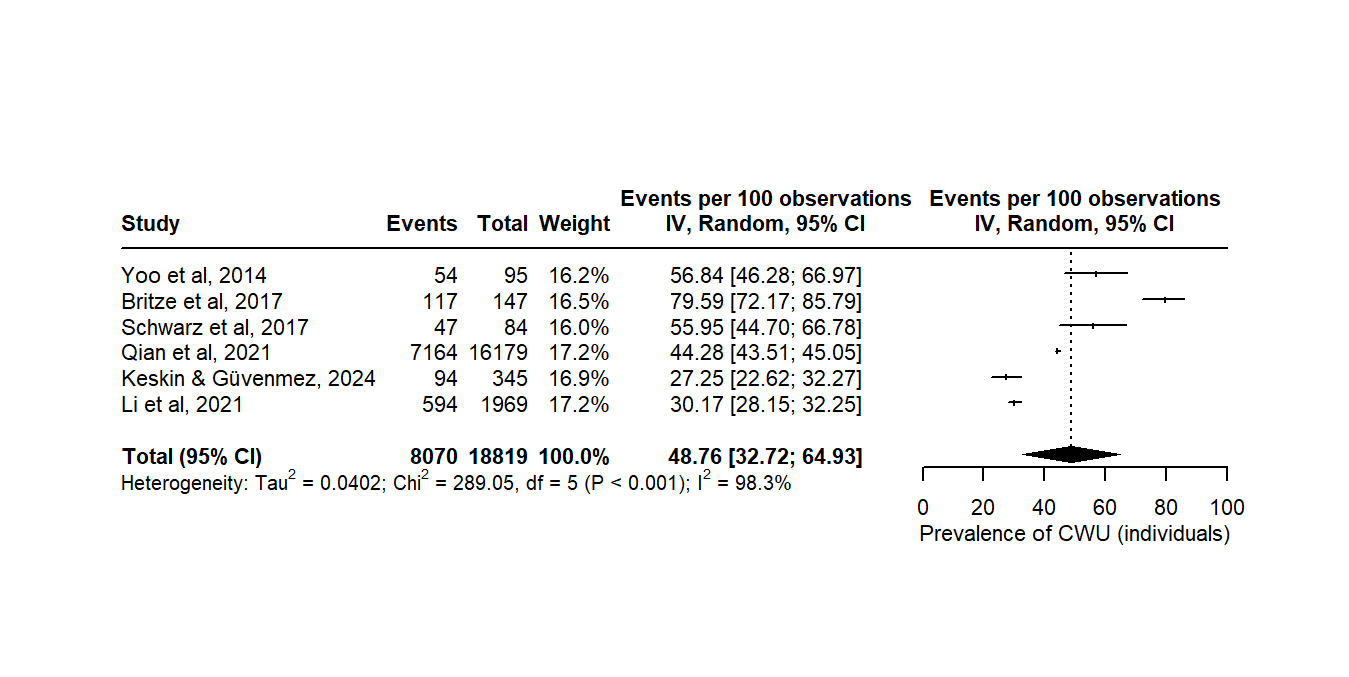 Events per 100 observations Events per 100 observations
Study Events Total Weight IV, Random, 95% CI IV, Random, 95% CI
Yoo et al, 2014 54 95 16.2% 56.84 [46.28; 66.97]
Britze et al, 2017 117 147 16.5% 79.59 [72.17; 85.79]
Schwarz et al, 2017 47 84 16.0% 55.95 [44.70; 66.78]
Qian et al, 2021 7164 16179 17.2% 44.28 [43.51; 45.05]
Keskin & Güvenmez, 2024 94 345 16.9% 27.25 [22.62; 32.27]
Li et al, 2021 594 1969 17.2% 30.17 [28.15; 32.25]
Total (95% CI) 8070 18819 100.0% 48.76 [32.72; 64.93]
Heterogeneity: Tau² = 0.0402; Chi² = 289.05, df = 5 (P < 0.001); I² = 98.3%
0 20 40 60 80 100
Prevalence of CWU (individuals)